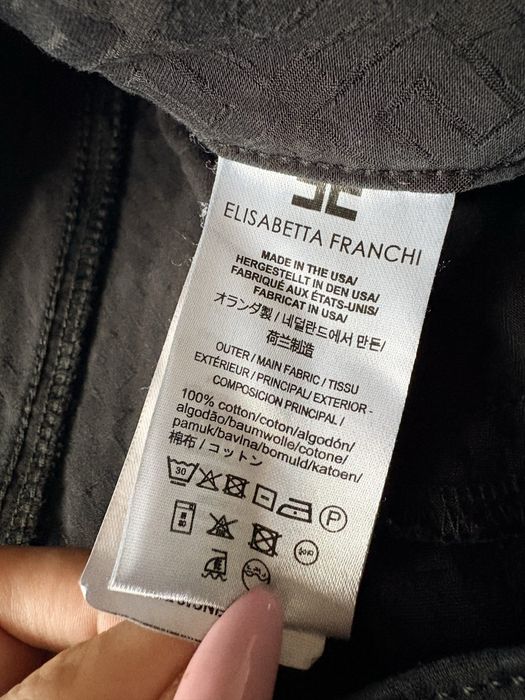 ELISABETTA FRANCHI
MADE IN THE USA/
HERGESTELLT IN DEN USA/
FABRIQUÉ AUX ÉTATS-UNIS/
FABRICAT IN USA/
オランダ製 / 네덜란드에서 만든/
荷兰制造
OUTER / MAIN FABRIC / TISSU
EXTÉRIEUR / PRINCIPAL/ EXTERIOR -
COMPOSICIÓN PRINCIPAL /
100% cotton/coton/algodón/
algodão/baumwolle/cotone/
pamuk/bavlna/bomuld/katoen/
棉布 / コットン
30
P